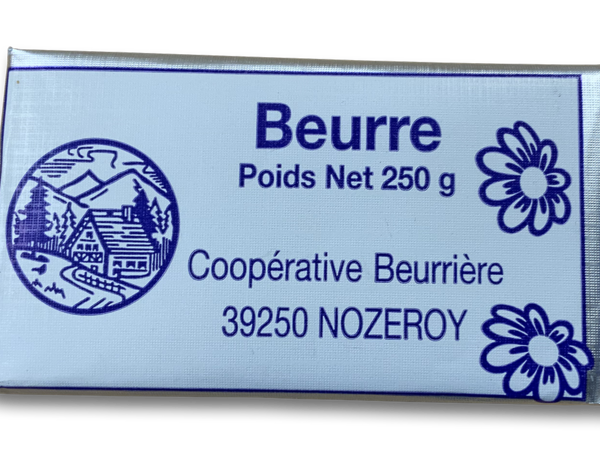 Beurre
Poids Net 250 g
Coopérative Beurrière
39250 NOZEROY